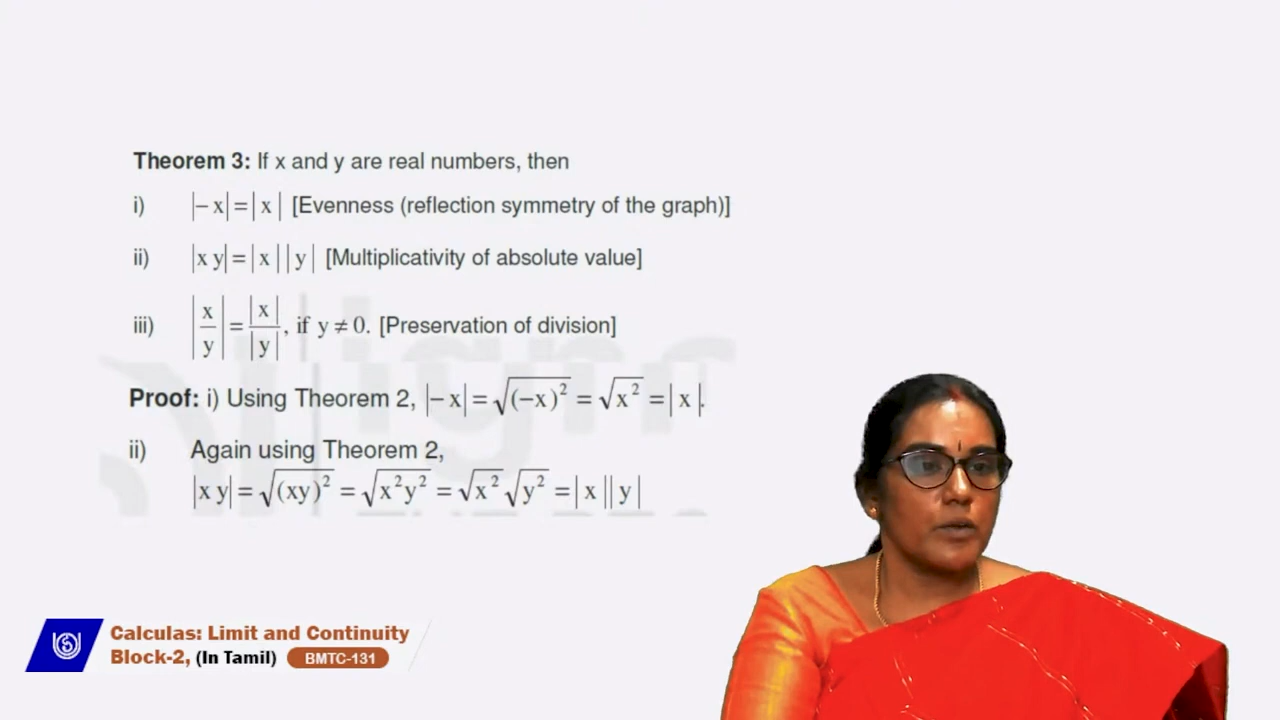 Theorem 3: If x and y are real numbers, then
i) |−x| = |x| [Evenness (reflection symmetry of the graph)]
ii) |x y| = |x||y| [Multiplicativity of absolute value]
iii) |x/y| = |x|/|y|, if y ≠ 0. [Preservation of division]
Proof: i) Using Theorem 2, |−x| = √(−x)² = √x² = |x|.
ii) Again using Theorem 2,
|x y| = √(xy)² = √x²y² = √x² √y² = |x||y|
Calculas: Limit and Continuity
Block-2, (In Tamil) BMTC-131